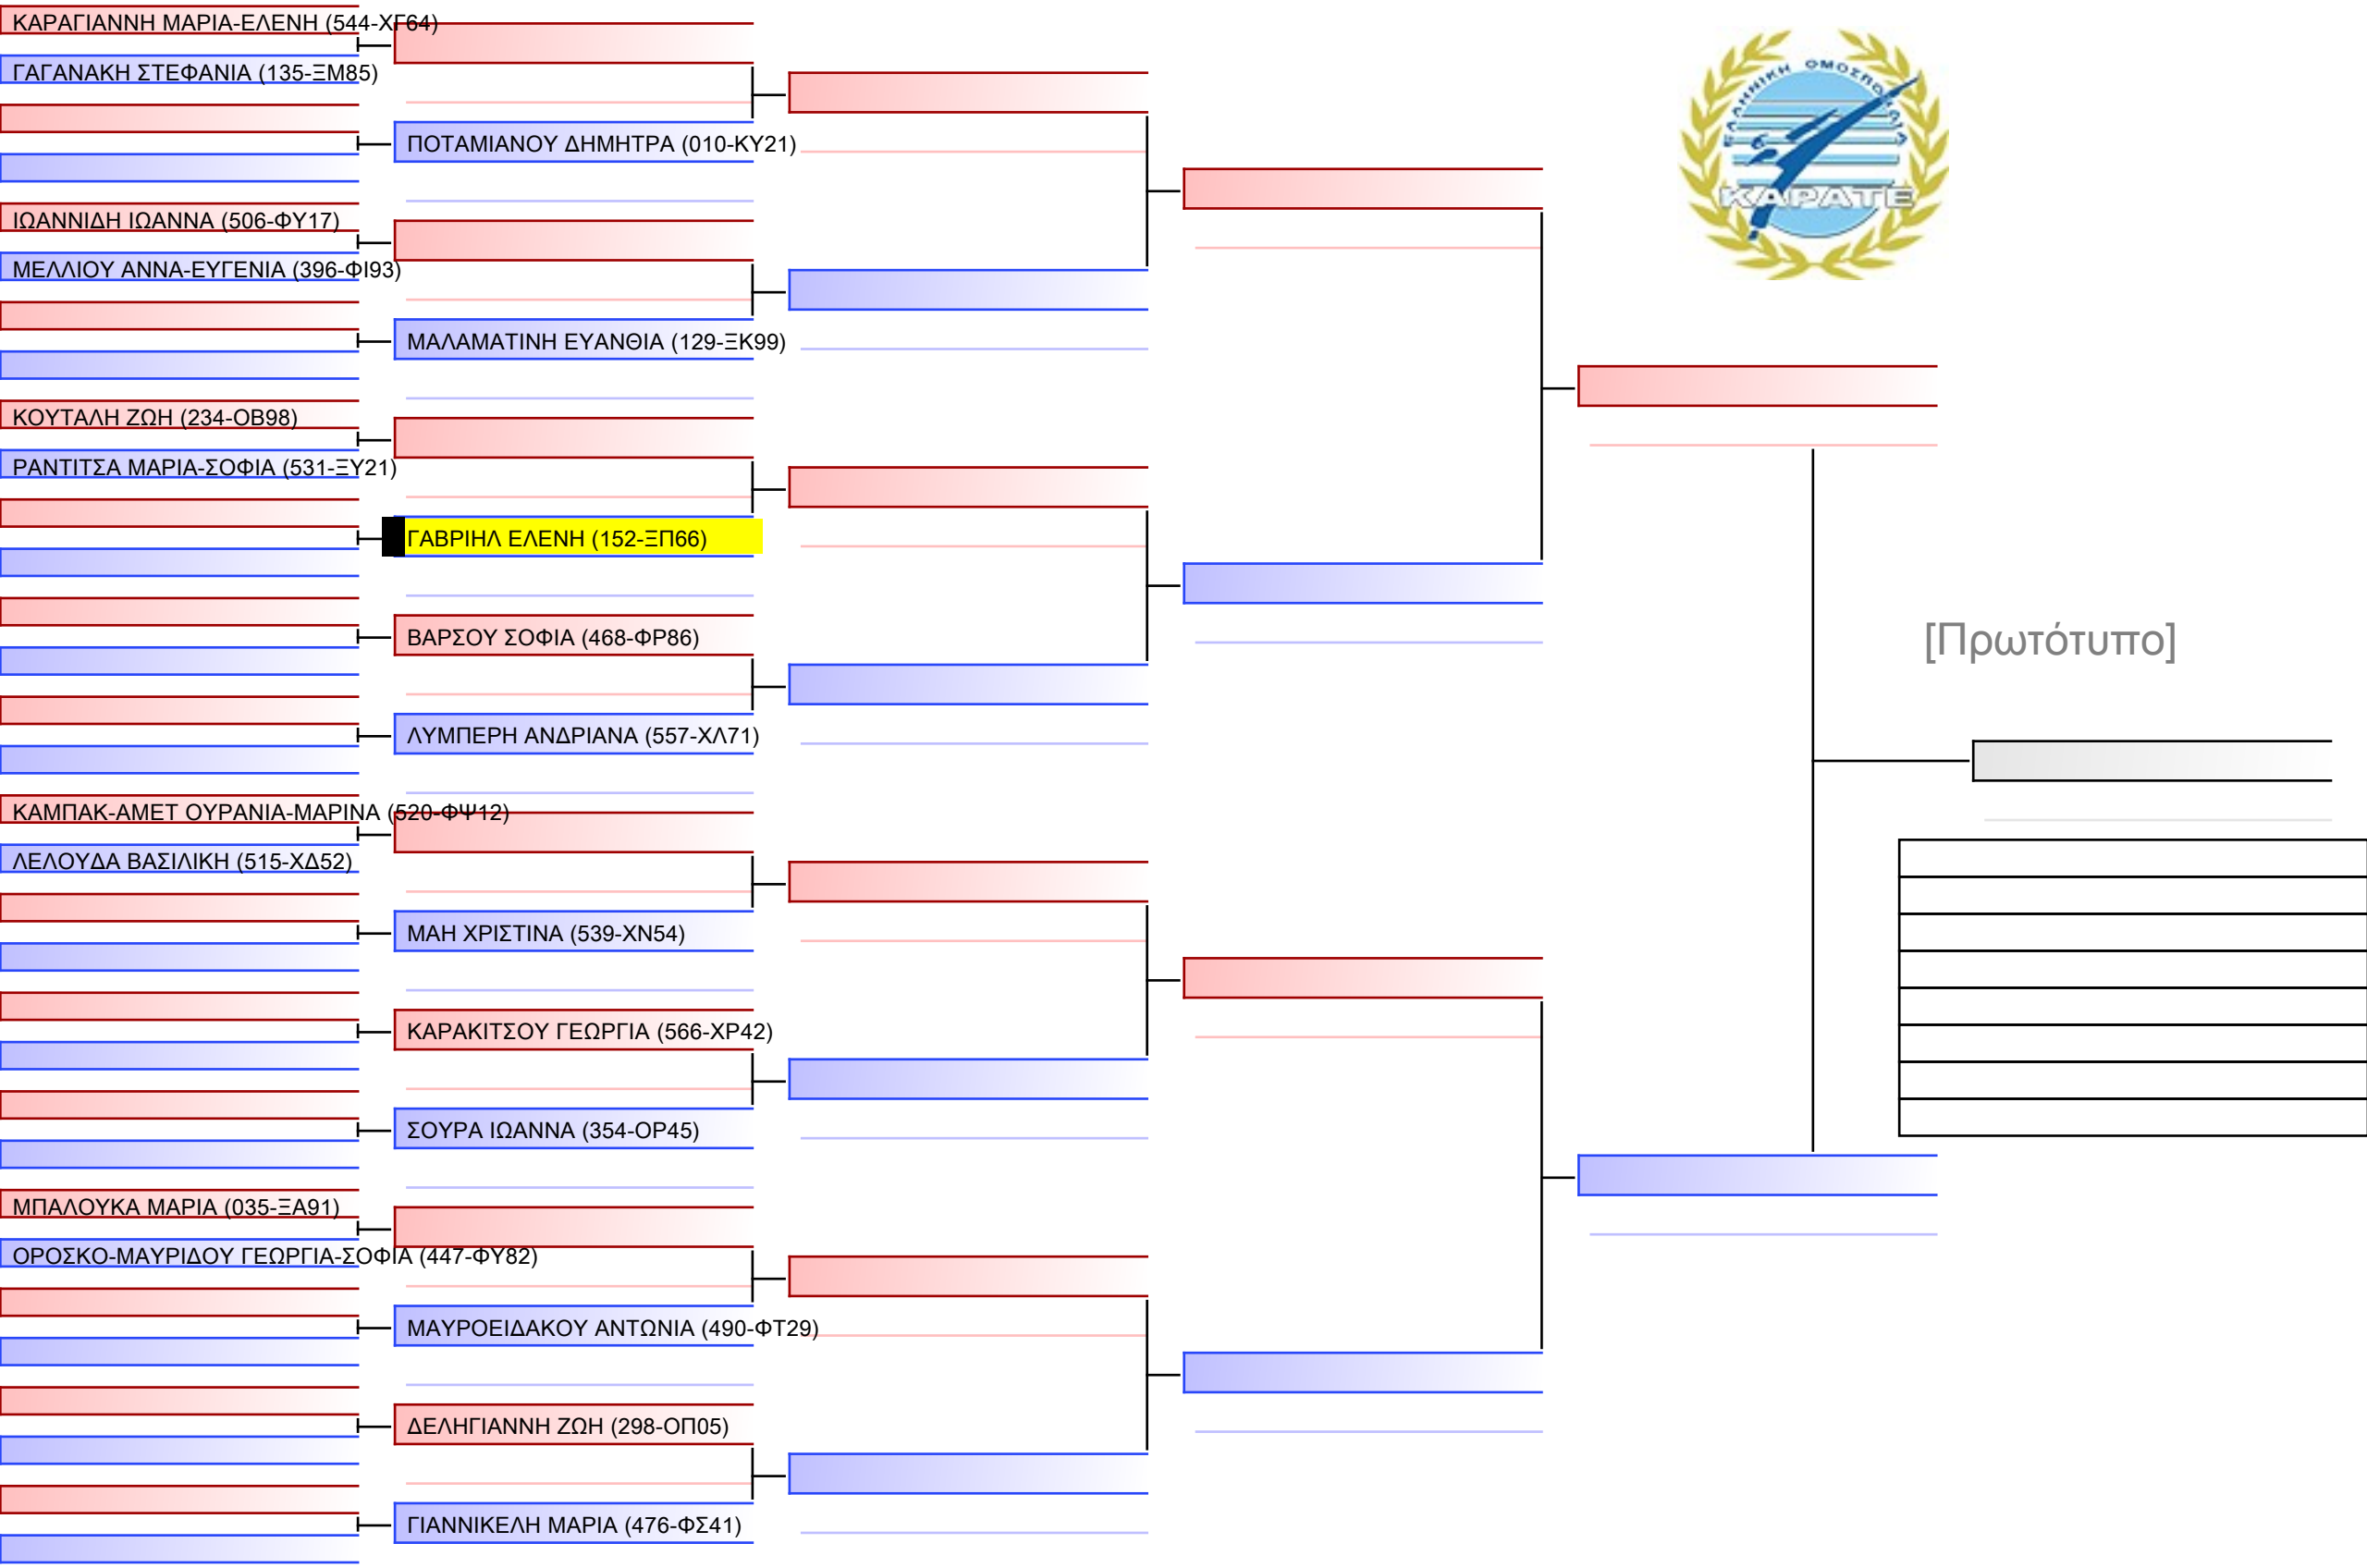 ΚΑΡΑΓΙΑΝΝΗ ΜΑΡΙΑ-ΕΛΕΝΗ (544-ΧΓ64)
ΓΑΓΑΝΑΚΗ ΣΤΕΦΑΝΙΑ (135-ΞΜ85)
ΠΟΤΑΜΙΑΝΟΥ ΔΗΜΗΤΡΑ (010-ΚΥ21)
ΙΩΑΝΝΙΔΗ ΙΩΑΝΝΑ (506-ΦΥ17)
ΜΕΛΛΙΟΥ ΑΝΝΑ-ΕΥΓΕΝΙΑ (396-ΦΙ93)
ΜΑΛΑΜΑΤΙΝΗ ΕΥΑΝΘΙΑ (129-ΞΚ99)
ΚΟΥΤΑΛΗ ΖΩΗ (234-ΟΒ98)
ΡΑΝΤΙΤΣΑ ΜΑΡΙΑ-ΣΟΦΙΑ (531-ΞΥ21)
ΓΑΒΡΙΗΛ ΕΛΕΝΗ (152-ΞΠ66)
ΒΑΡΣΟΥ ΣΟΦΙΑ (468-ΦΡ86)
ΛΥΜΠΕΡΗ ΑΝΔΡΙΑΝΑ (557-ΧΛ71)
ΚΑΜΠΑΚ-ΑΜΕΤ ΟΥΡΑΝΙΑ-ΜΑΡΙΝΑ (520-ΦΨ12)
ΛΕΛΟΥΔΑ ΒΑΣΙΛΙΚΗ (515-ΧΔ52)
ΜΑΗ ΧΡΙΣΤΙΝΑ (539-ΧΝ54)
ΚΑΡΑΚΙΤΣΟΥ ΓΕΩΡΓΙΑ (566-ΧΡ42)
ΣΟΥΡΑ ΙΩΑΝΝΑ (354-ΟΡ45)
ΜΠΑΛΟΥΚΑ ΜΑΡΙΑ (035-ΞΑ91)
ΟΡΟΣΚΟ-ΜΑΥΡΙΔΟΥ ΓΕΩΡΓΙΑ-ΣΟΦΙΑ (447-ΦΥ82)
ΜΑΥΡΟΕΙΔΑΚΟΥ ΑΝΤΩΝΙΑ (490-ΦΤ29)
ΔΕΛΗΓΙΑΝΝΗ ΖΩΗ (298-ΟΠ05)
ΓΙΑΝΝΙΚΕΛΗ ΜΑΡΙΑ (476-ΦΣ41)
ΕΛΛΗΝΙΚΗ ΟΜΟΣΠΟΝΔΙΑ
ΚΑΡΑΤΕ
[Πρωτότυπο]